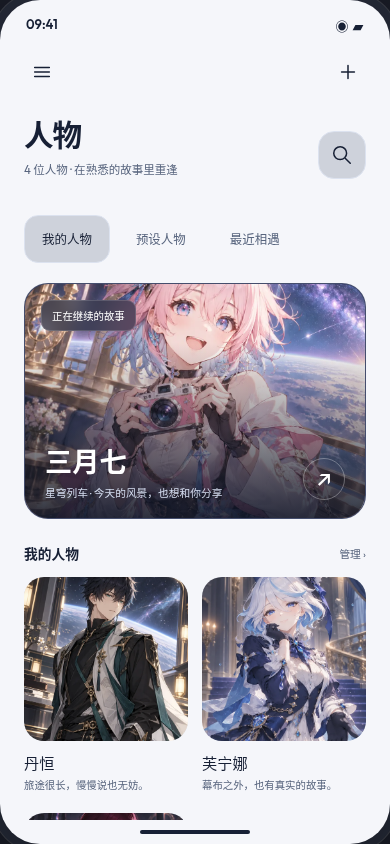 09:41
人物
4 位人物 · 在熟悉的故事里重逢
我的人物
预设人物
最近相遇
正在继续的故事
三月七
星穹列车 · 今天的风景，也想和你分享
我的人物
管理 ›
丹恒
旅途很长，慢慢说也无妨。
芙宁娜
幕布之外，也有真实的故事。